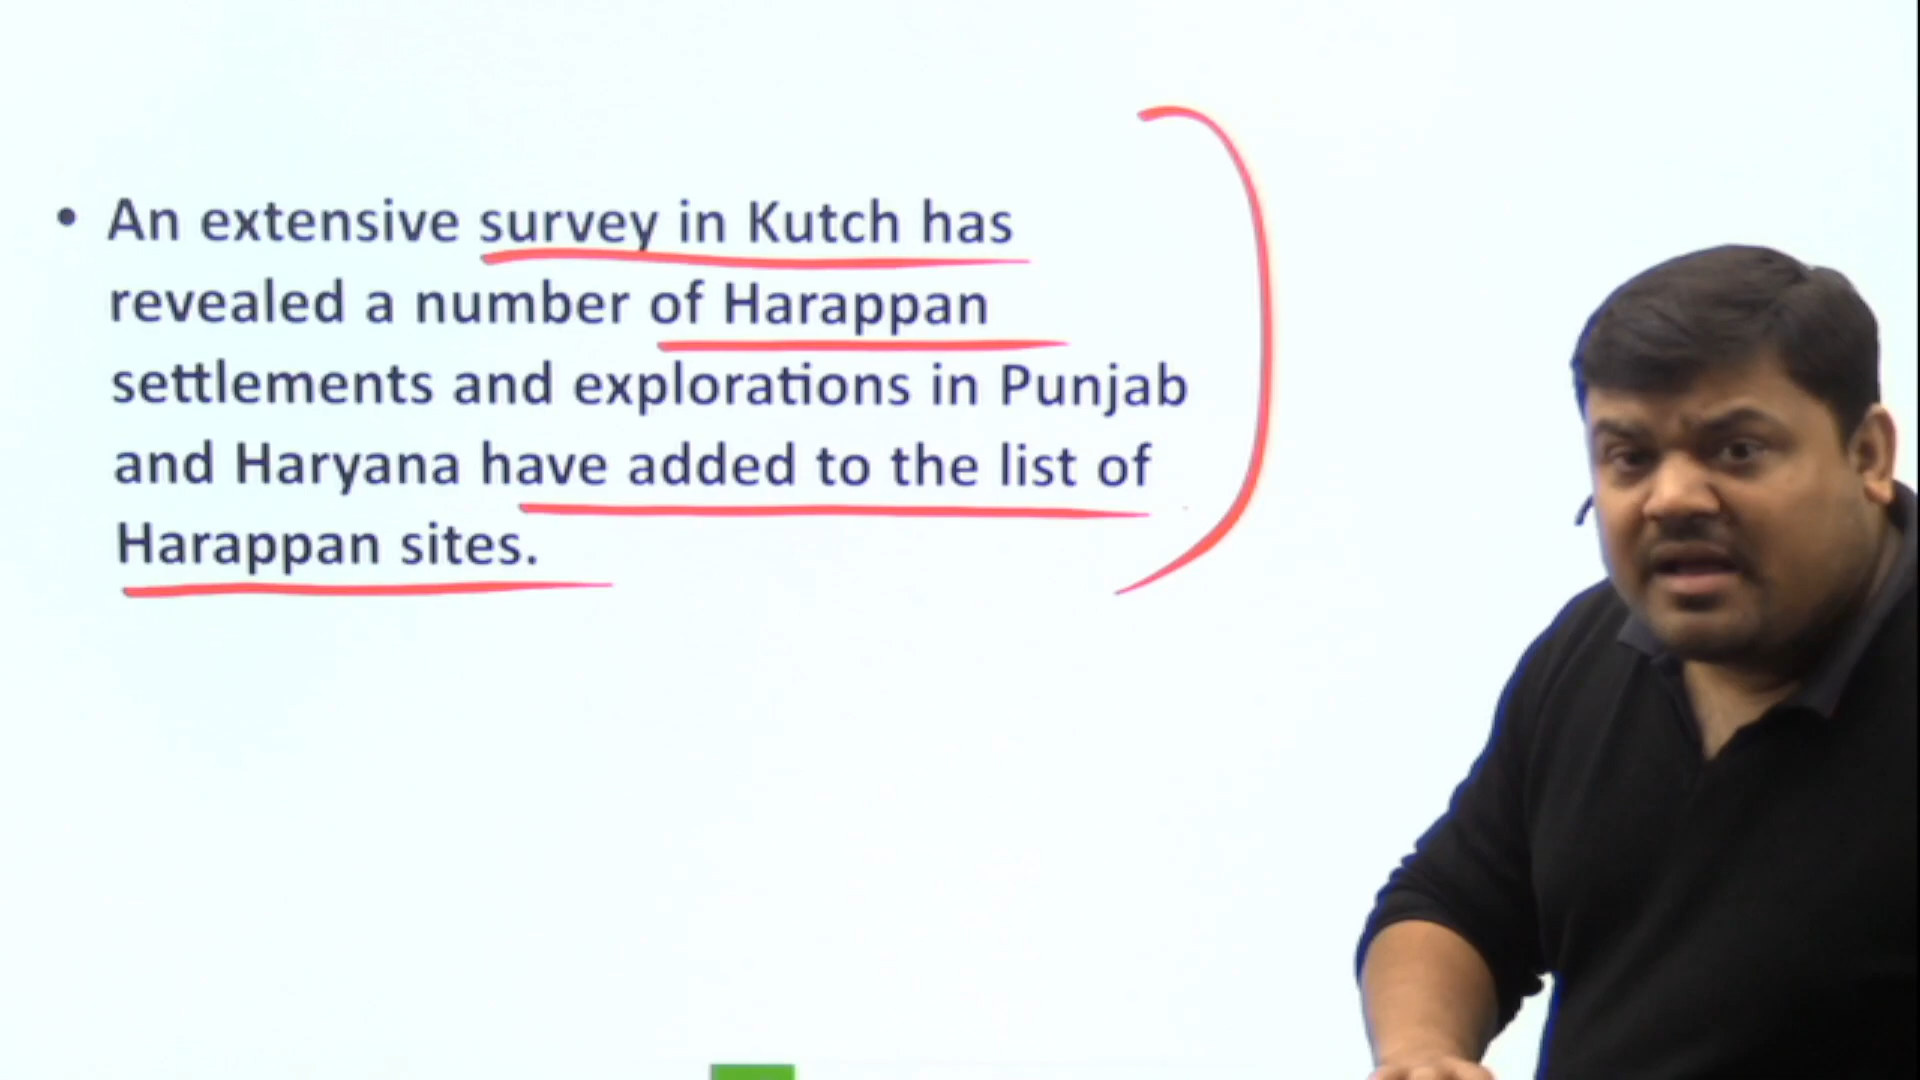 • An extensive survey in Kutch has
revealed a number of Harappan
settlements and explorations in Punjab
and Haryana have added to the list of
Harappan sites.